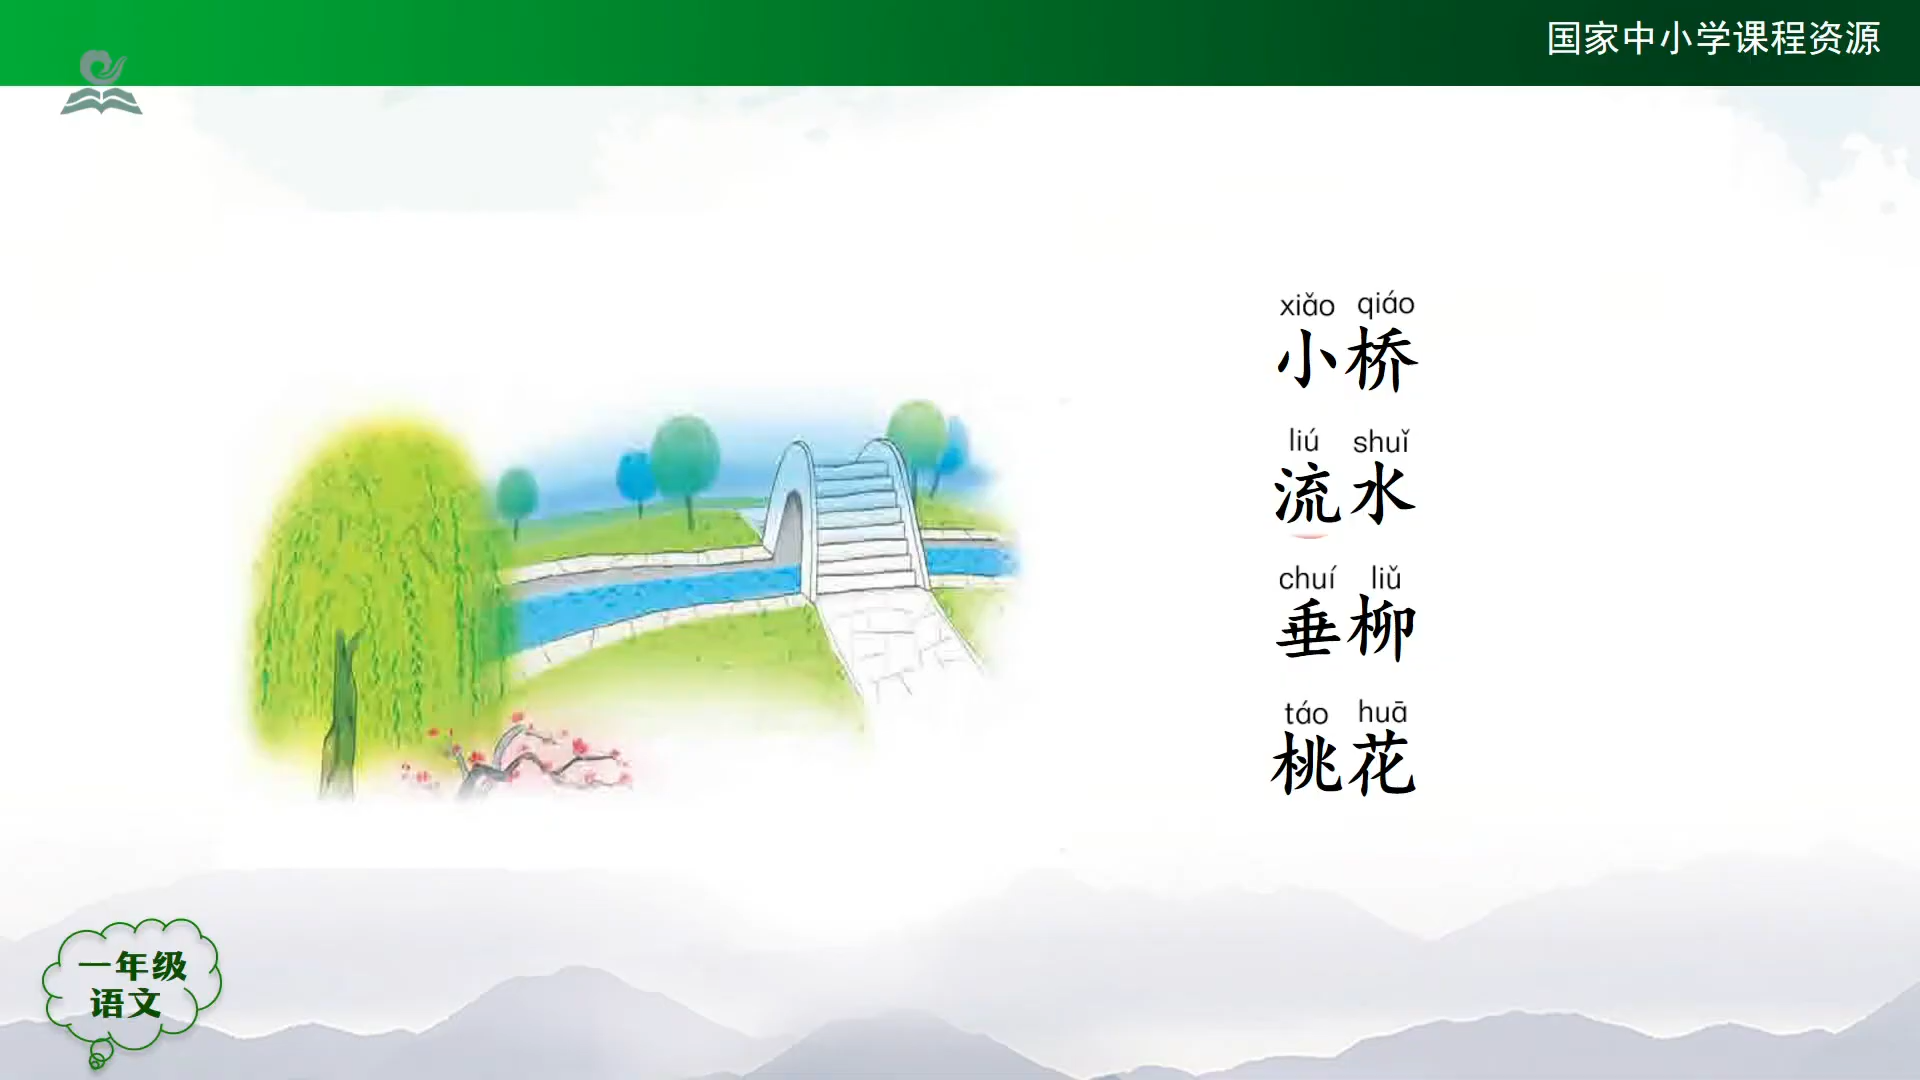 国家中小学课程资源
xiǎo qiáo
小桥
liú shuǐ
流水
chuí liǔ
垂柳
táo huā
桃花
一年级
语文